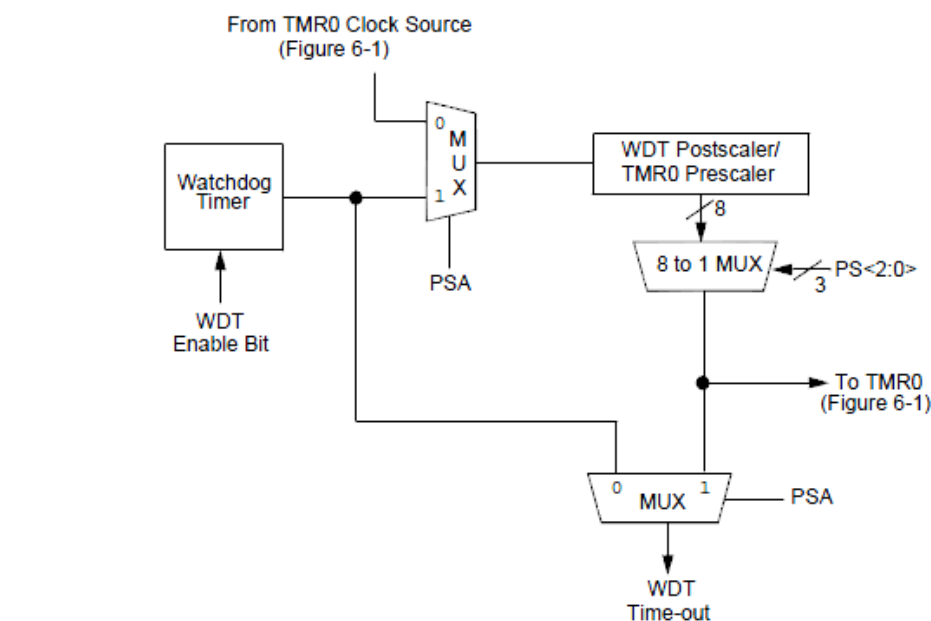 From TMR0 Clock Source
(Figure 6-1)
0
M
U
X
1
Watchdog
Timer
WDT Postscaler/
TMR0 Prescaler
8
8 to 1 MUX
PS<2:0>
3
PSA
WDT
Enable Bit
To TMR0
(Figure 6-1)
0
1
MUX
PSA
WDT
Time-out